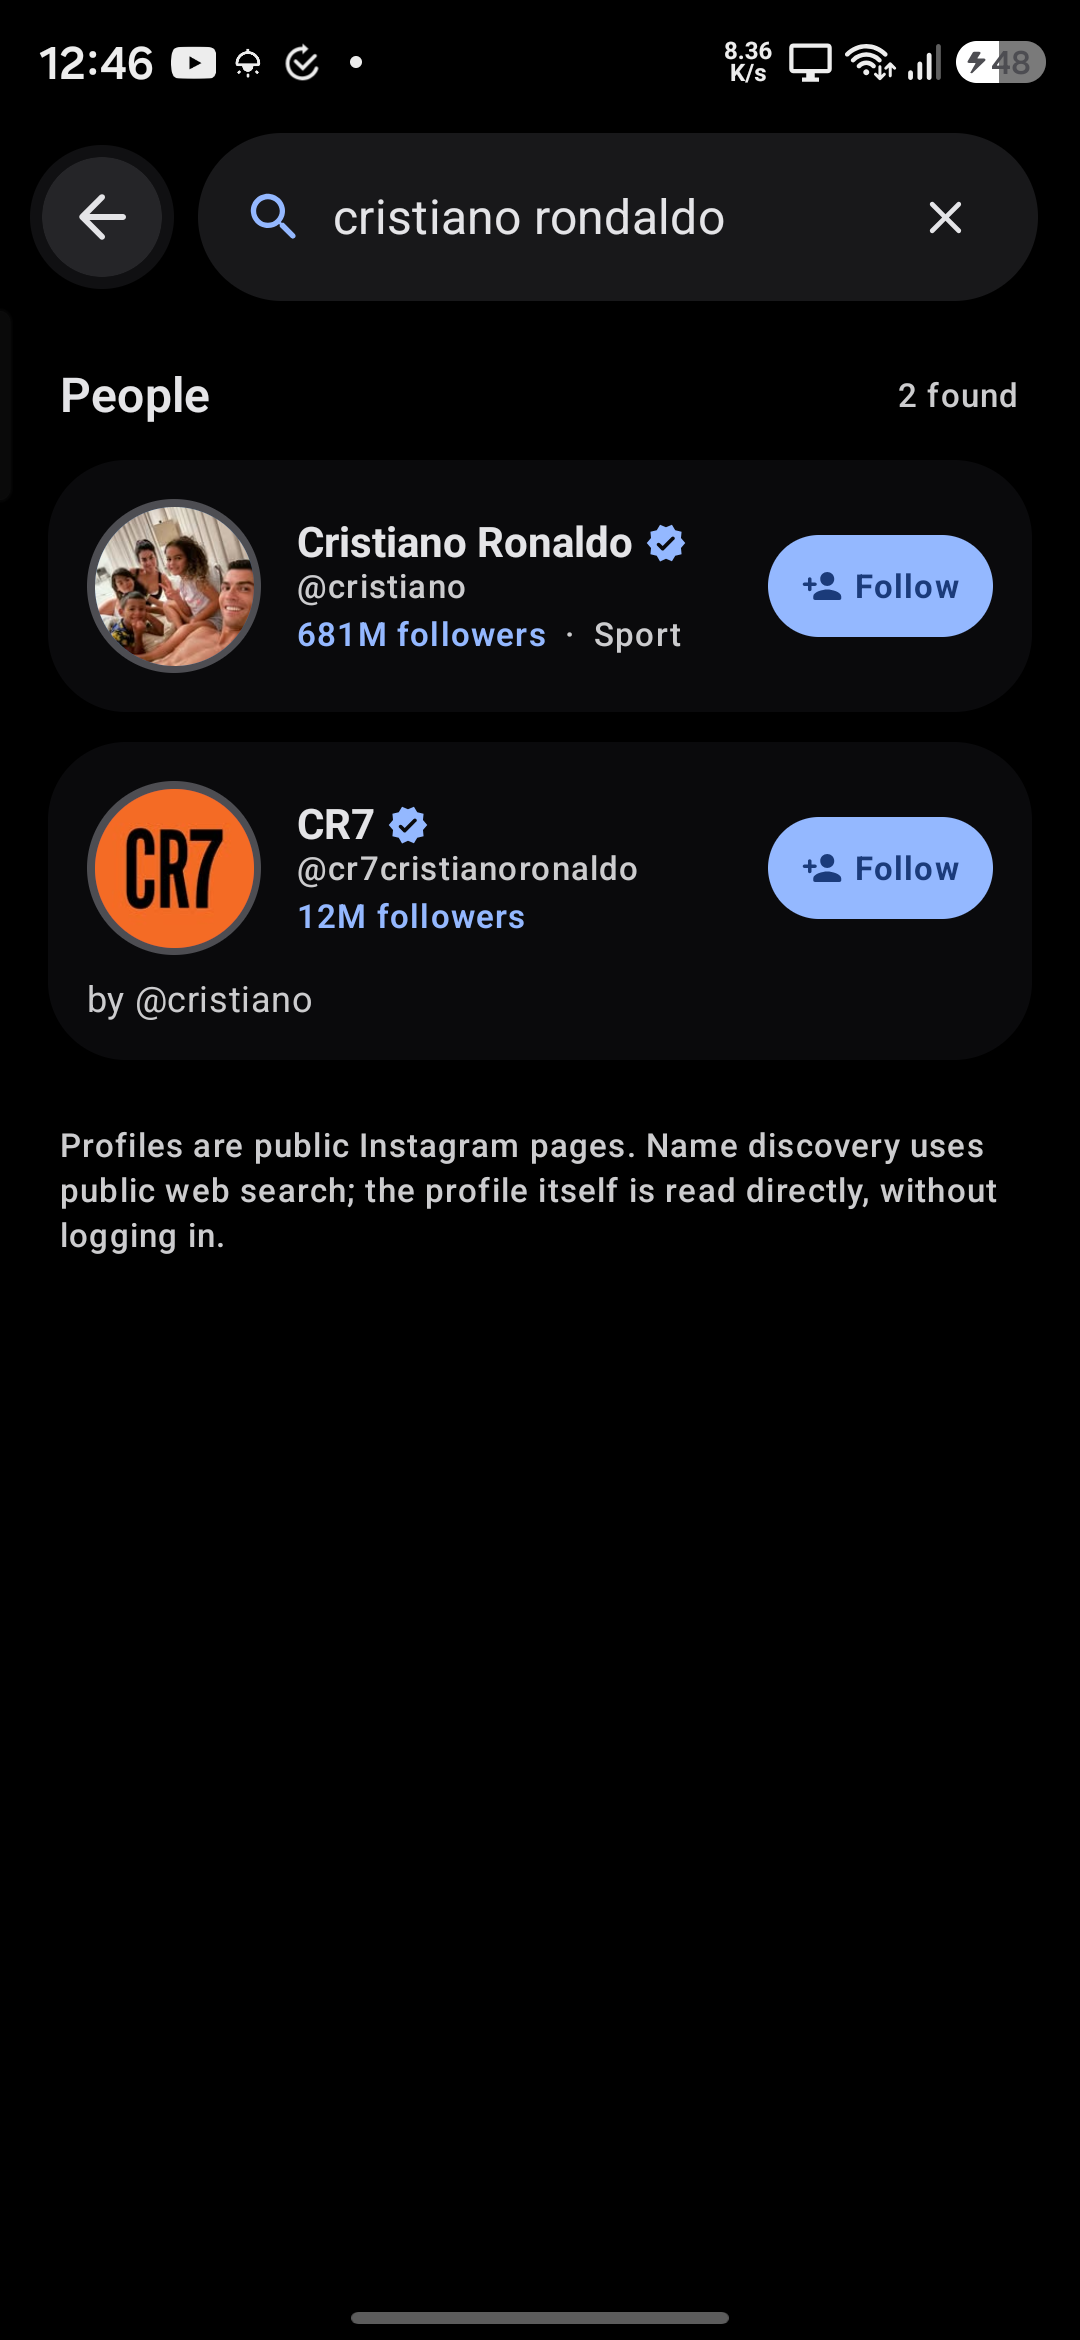 12:46
8.36
K/s
48
cristiano rondaldo
People
2 found
Cristiano Ronaldo
@cristiano
681M followers · Sport
Follow
CR7
CR7
@cr7cristianoronaldo
12M followers
Follow
by @cristiano
Profiles are public Instagram pages. Name discovery uses
public web search; the profile itself is read directly, without
logging in.